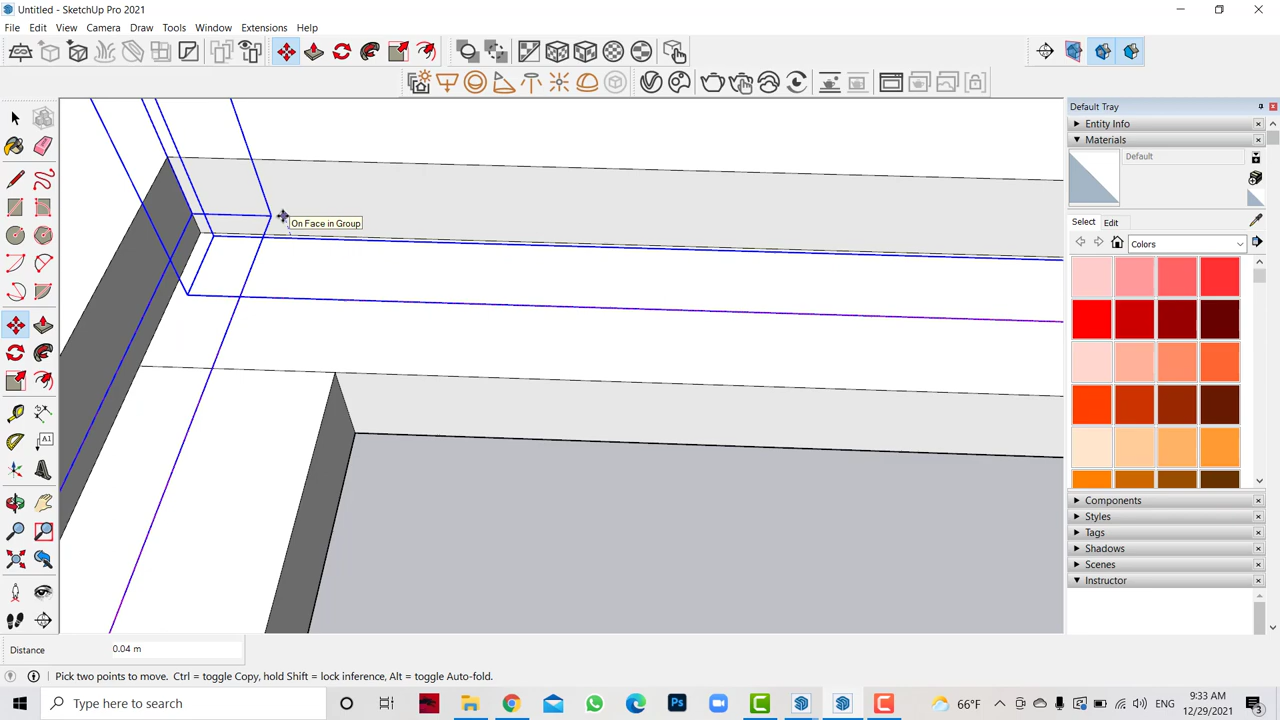 Untitled - SketchUp Pro 2021
File Edit View Camera Draw Tools Window Extensions Help
Default Tray
Entity Info
Materials
Default
Select Edit
Colors
On Face in Group
A1
Components
Styles
Tags
Shadows
Scenes
Instructor
Distance 0.04 m
Pick two points to move. Ctrl = toggle Copy, hold Shift = lock inference, Alt = toggle Auto-fold.
Type here to search
Ps
66°F
ENG
9:33 AM
12/29/2021
3